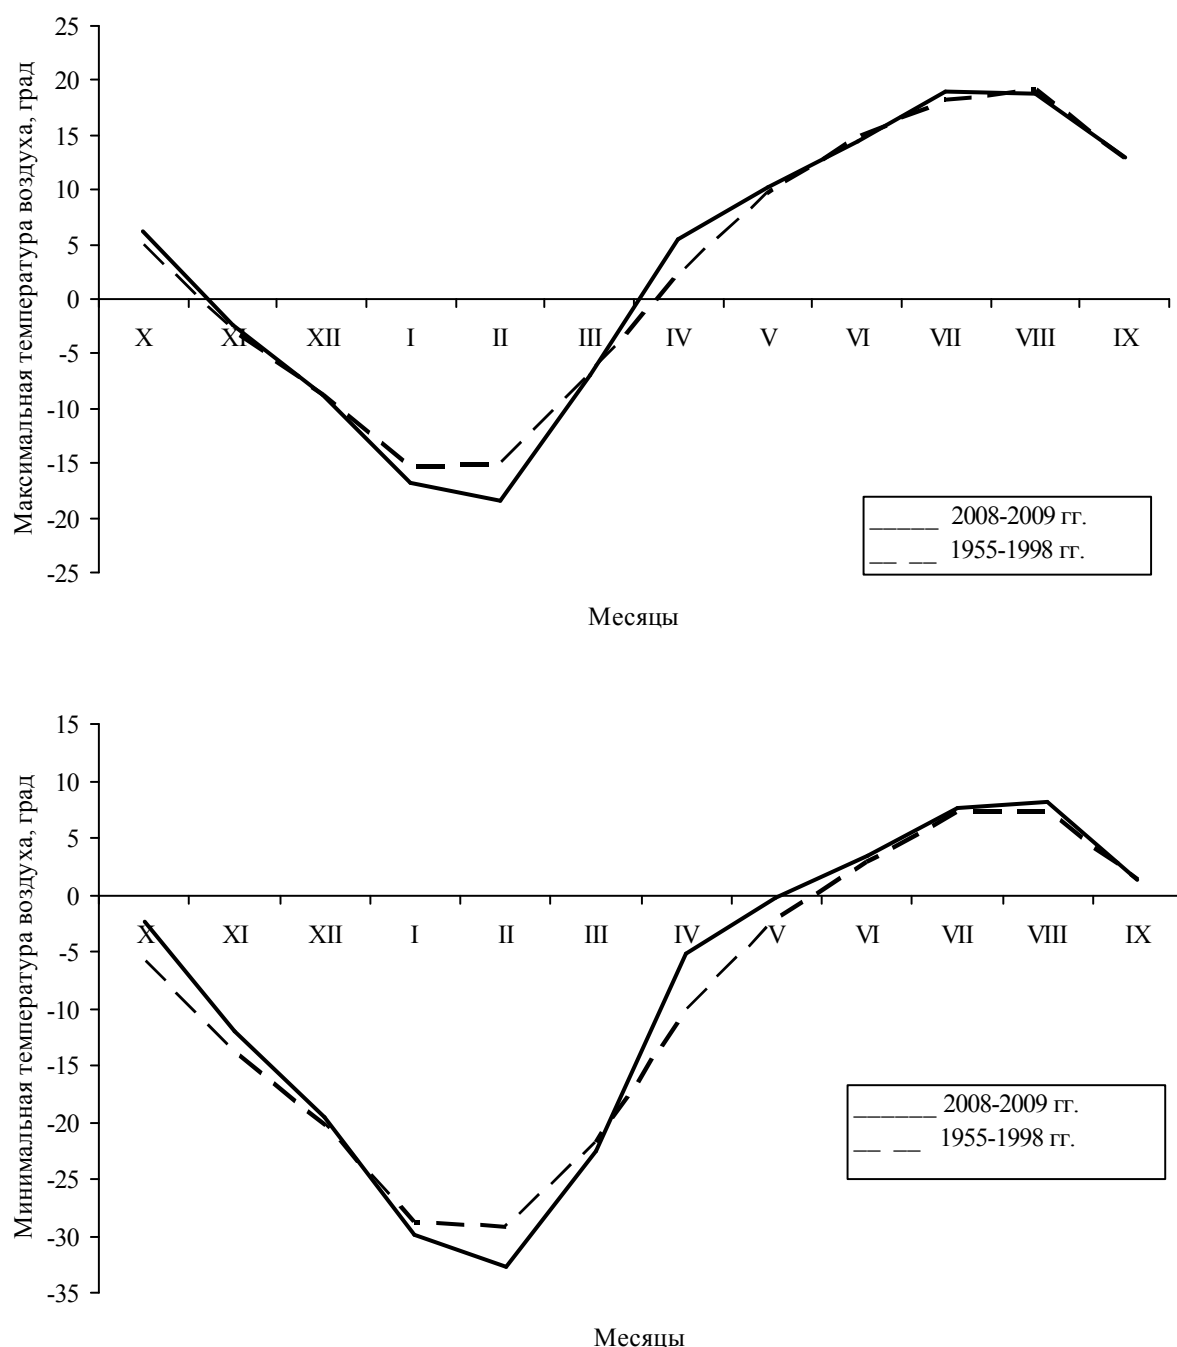 Максимальная температура воздуха, град
25
20
15
10
5
0
-5
-10
-15
-20
-25
X XI XII I II III IV V VI VII VIII IX
_____ 2008-2009 гг.
__ __ 1955-1998 гг.
Месяцы
Минимальная температура воздуха, град
15
10
5
0
-5
-10
-15
-20
-25
-30
-35
X XI XII I II III IV V VI VII VIII IX
______ 2008-2009 гг.
__ __ 1955-1998 гг.
Месяцы